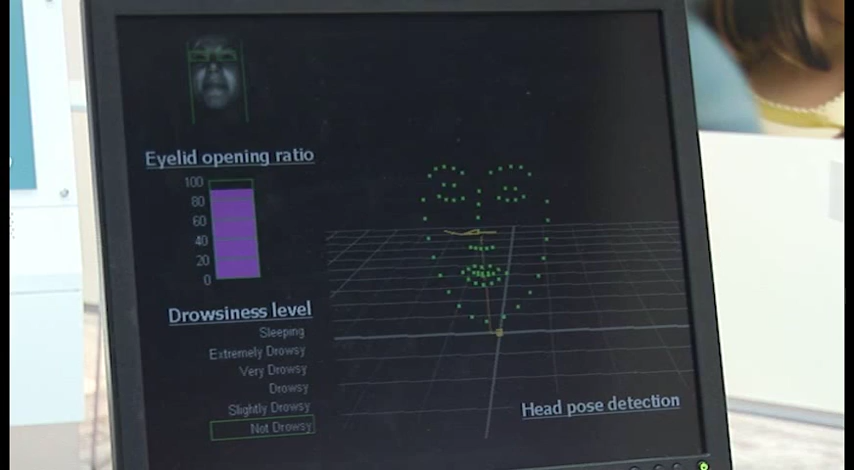 Eyelid opening ratio
100
80
60
40
20
0
Drowsiness level
Sleeping
Extremely Drowsy
Very Drowsy
Drowsy
Slightly Drowsy
Not Drowsy
Head pose detection